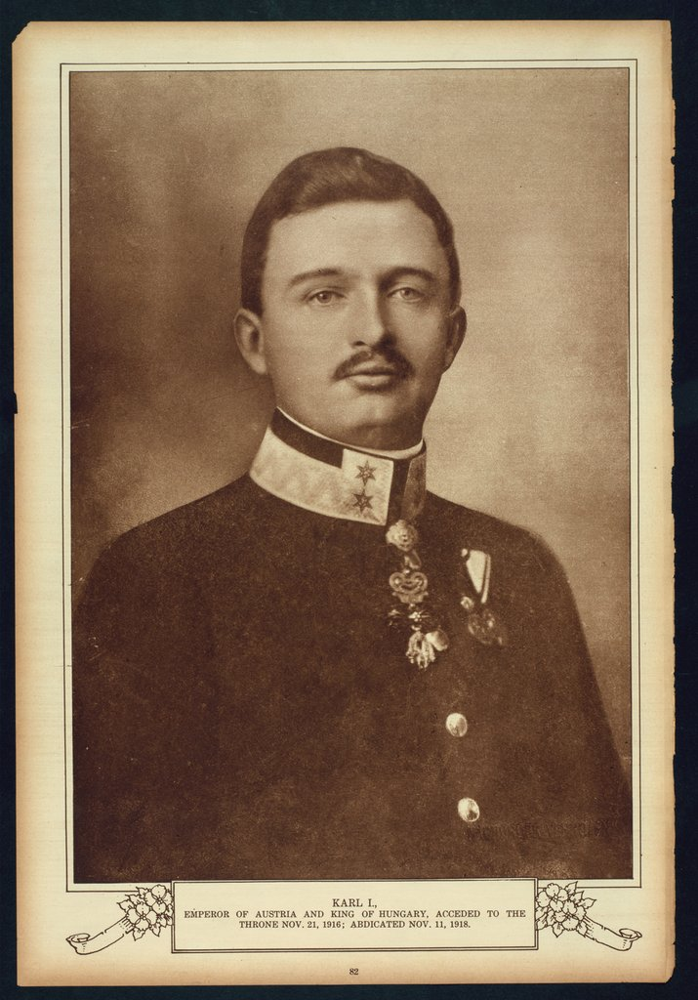 KARL I.,
EMPEROR OF AUSTRIA AND KING OF HUNGARY, ACCEDED TO THE
THRONE NOV. 21, 1916; ABDICATED NOV. 11, 1918.
82